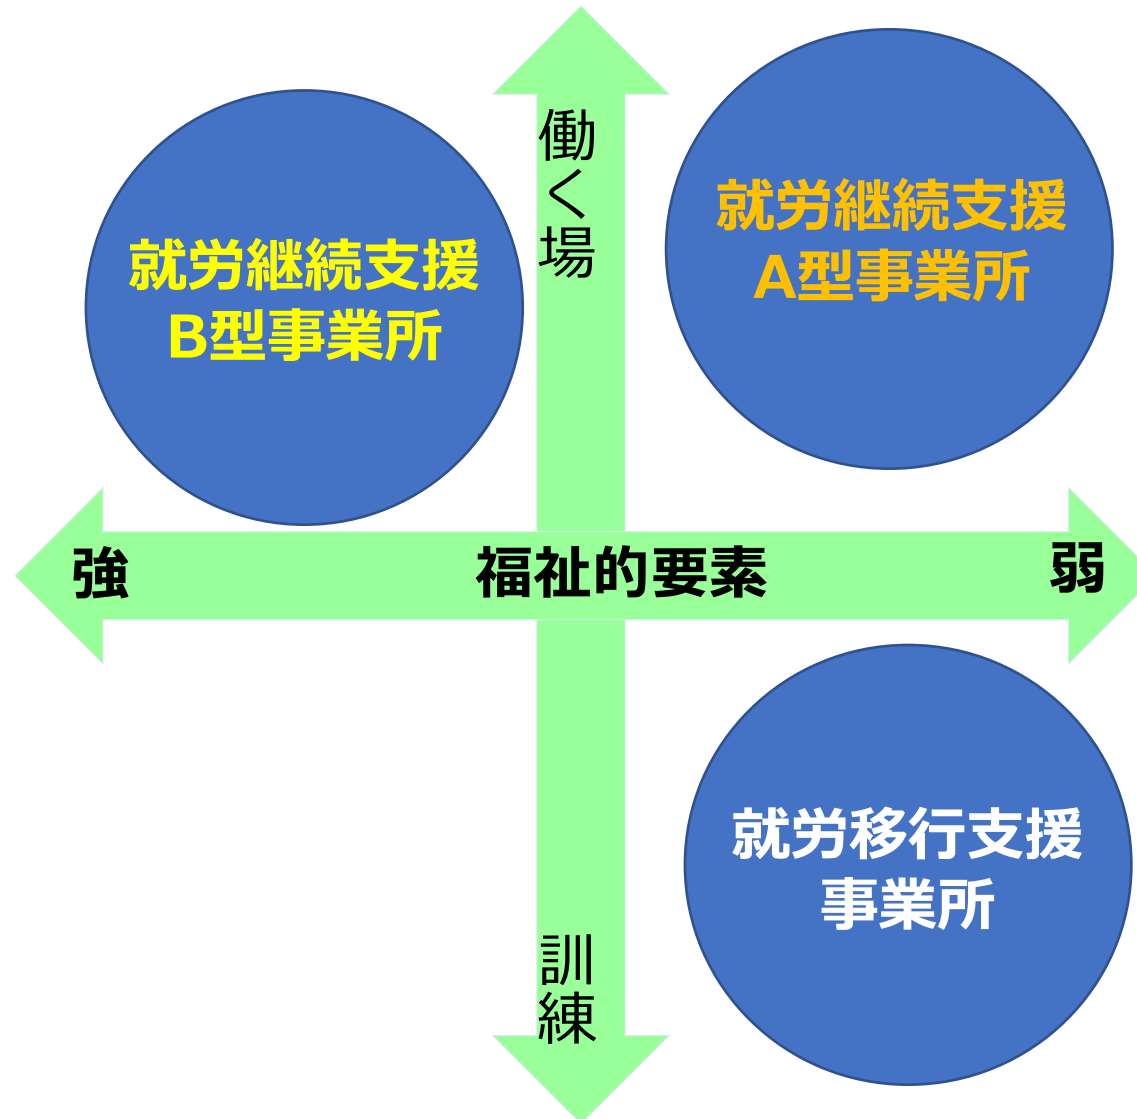 働く場
就労継続支援
B型事業所
就労継続支援
A型事業所
強
福祉的要素
弱
就労移行支援
事業所
訓練